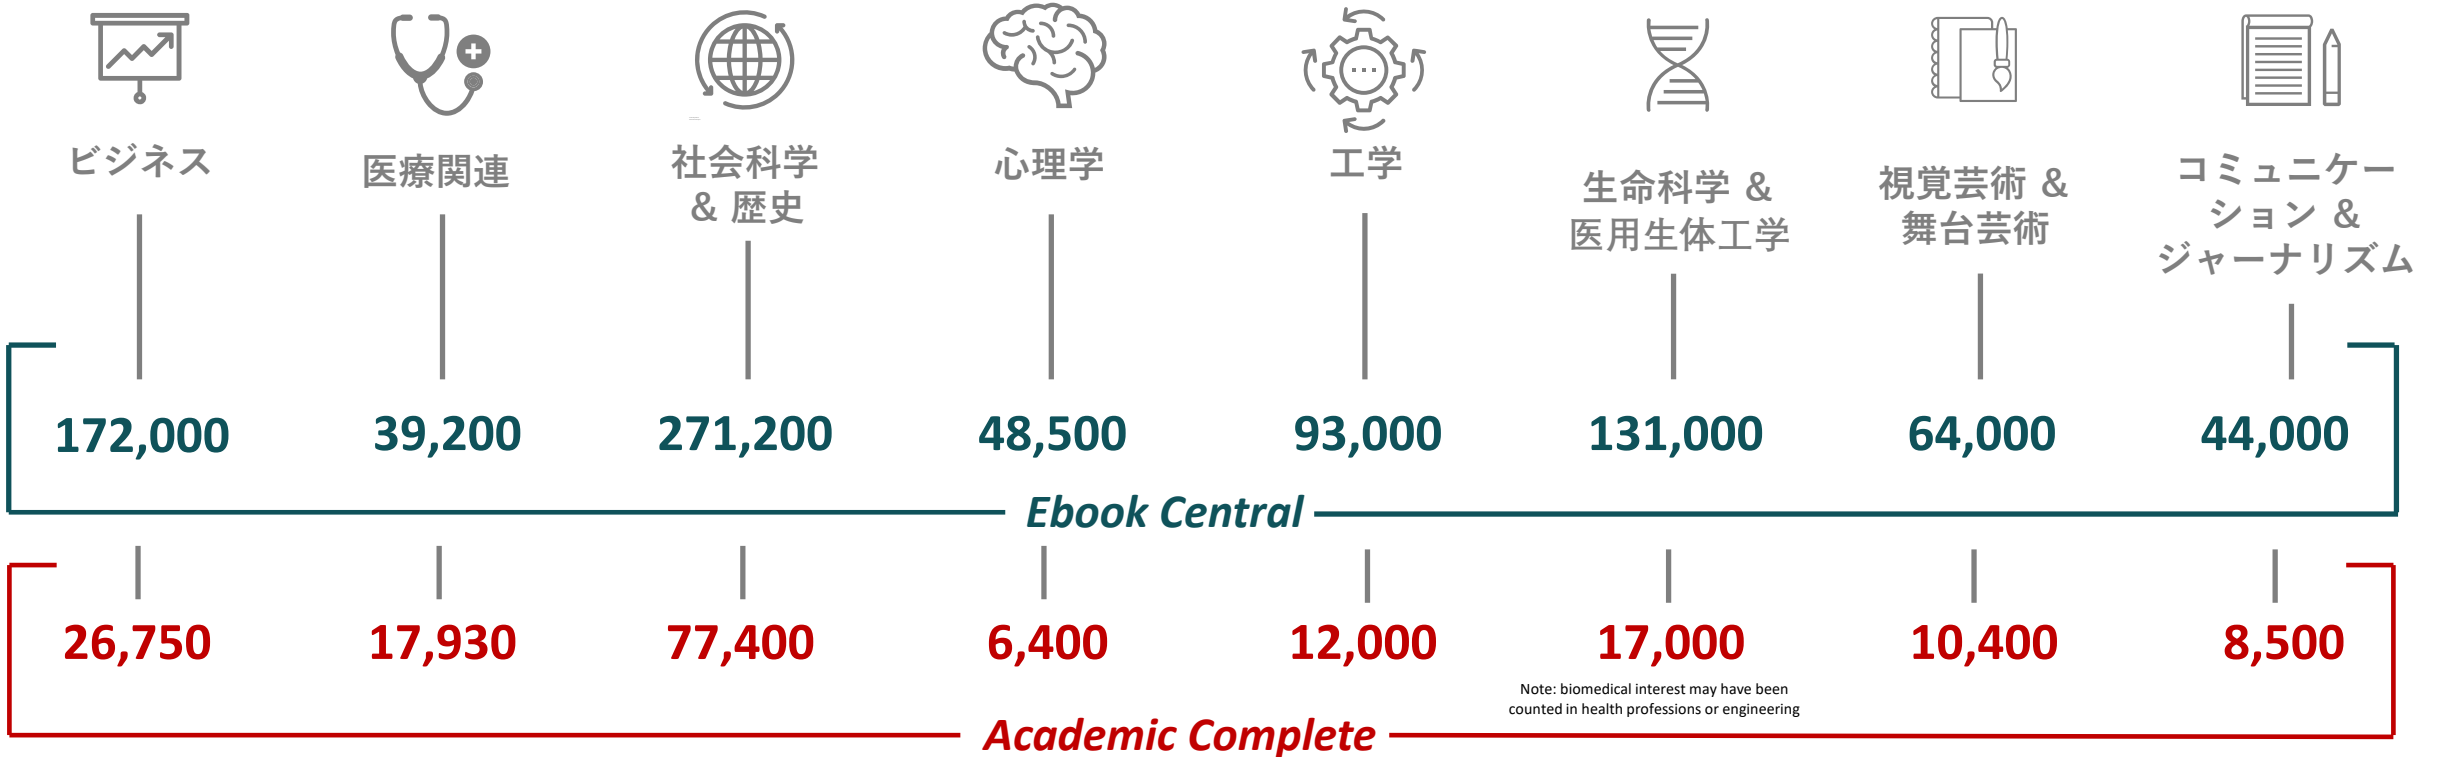 ビジネス
医療関連
社会科学
& 歴史
心理学
工学
生命科学 &
医用生体工学
視覚芸術 &
舞台芸術
コミュニケー
ション &
ジャーナリズム
172,000
39,200
271,200
48,500
93,000
131,000
64,000
44,000
Ebook Central
26,750
17,930
77,400
6,400
12,000
17,000
10,400
8,500
Note: biomedical interest may have been
counted in health professions or engineering
Academic Complete